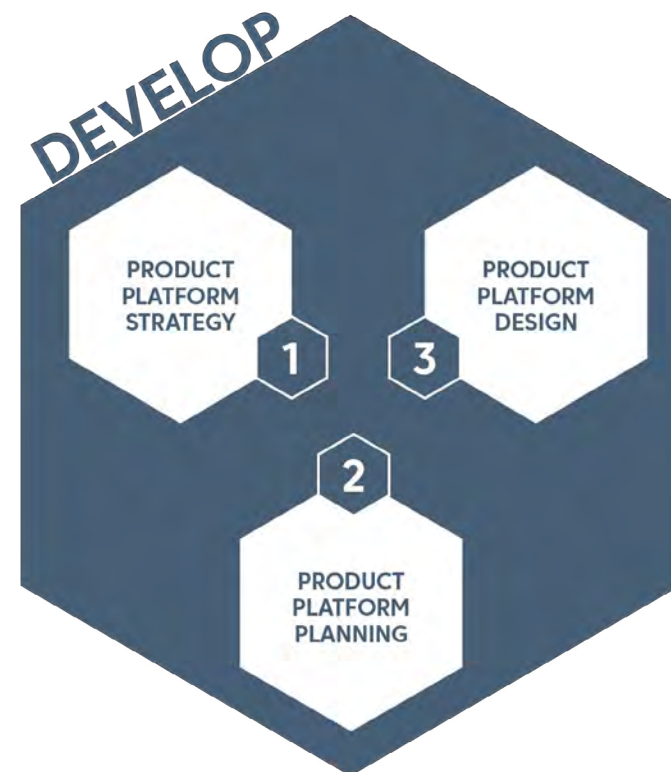 DEVELOP
PRODUCT
PLATFORM
STRATEGY
1
2
PRODUCT
PLATFORM
PLANNING
3
PRODUCT
PLATFORM
DESIGN